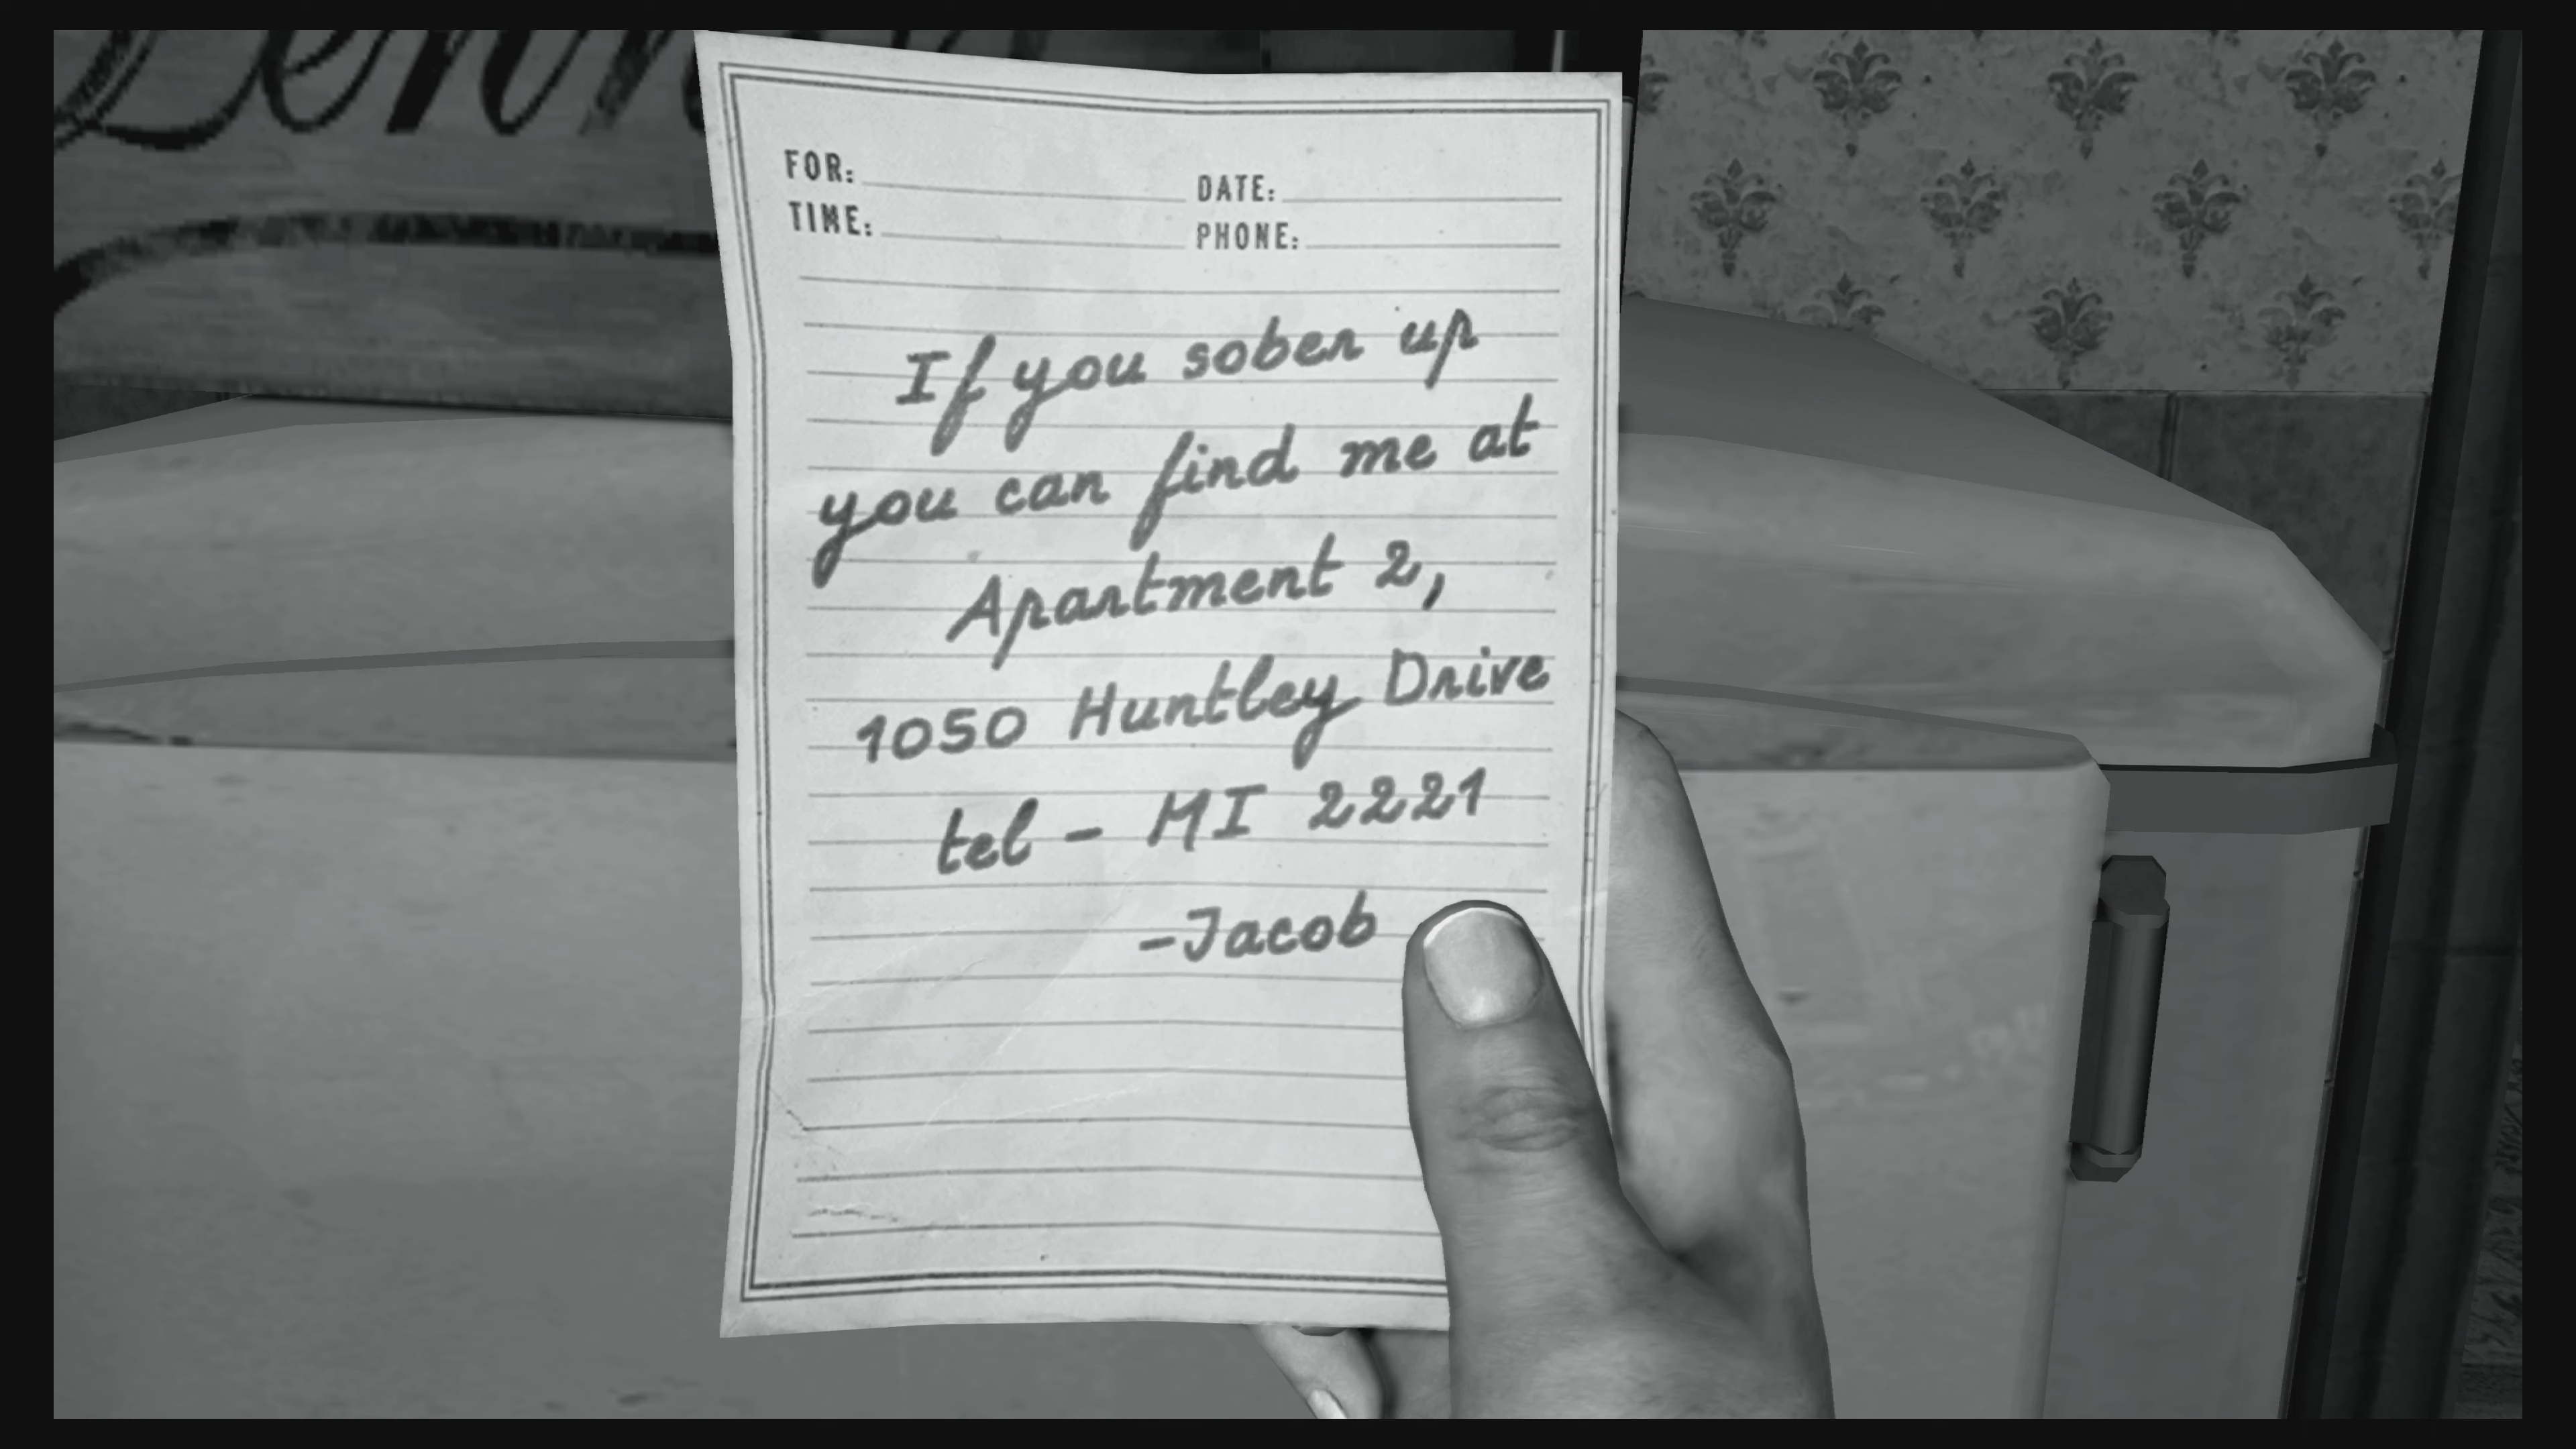 FOR: DATE:
TIME: PHONE:
If you sober up
you can find me at
Apartment 2,
1050 Huntley Drive
tel - MI 2221
-Jacob